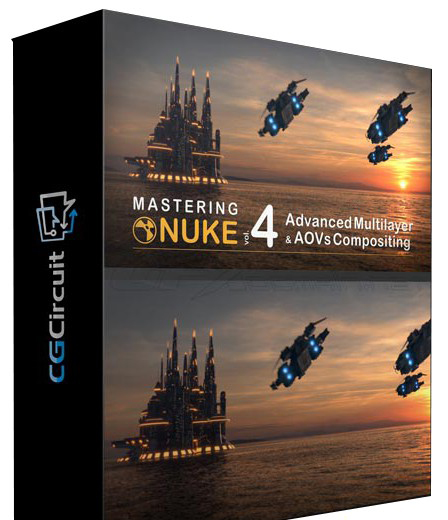 CGCircuit
MASTERING
NUKE
vol. 4
Advanced Multilayer
& AOVs Compositing